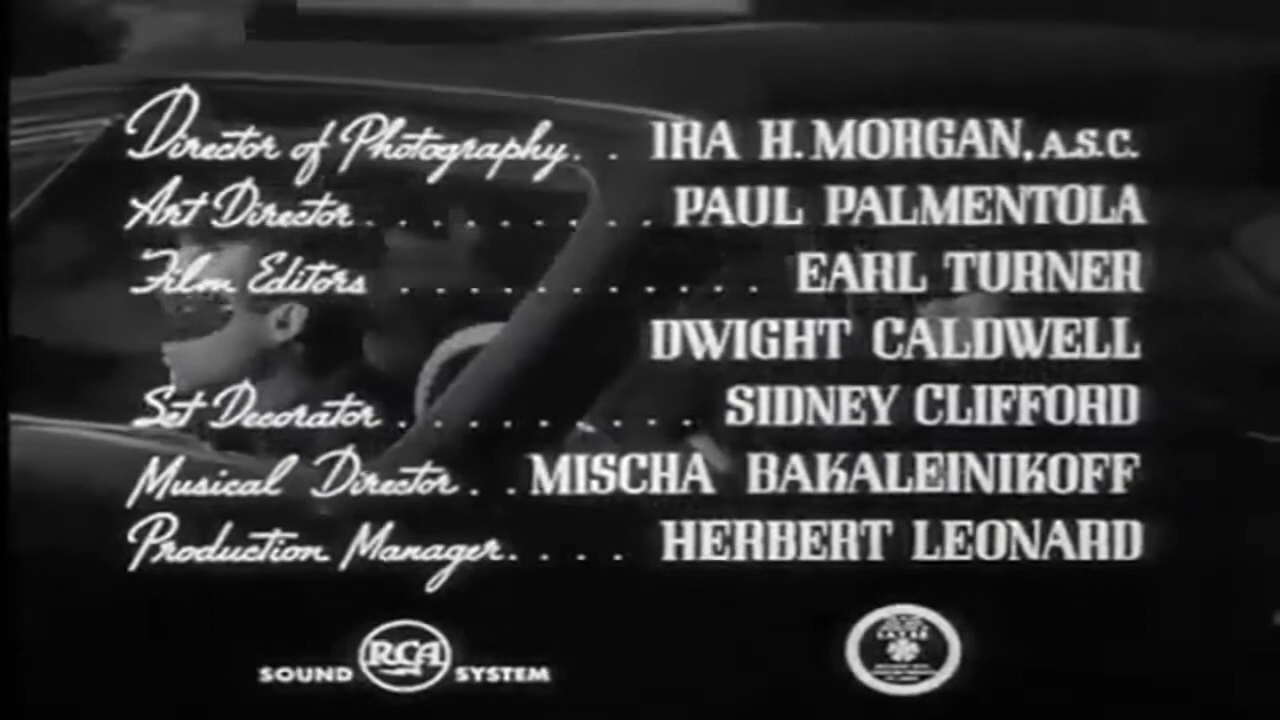 Director of Photography. . . IRA H. MORGAN, A.S.C.
Art Director. . . . . . . . . . PAUL PALMENTOLA
Film Editors . . . . . . . . . . . EARL TURNER
DWIGHT CALDWELL
Set Decorator . . . . . . . . . . SIDNEY CLIFFORD
Musical Director. . . MISCHA BAKALEINIKOFF
Production Manager. . . . . HERBERT LEONARD
SOUND RCA SYSTEM